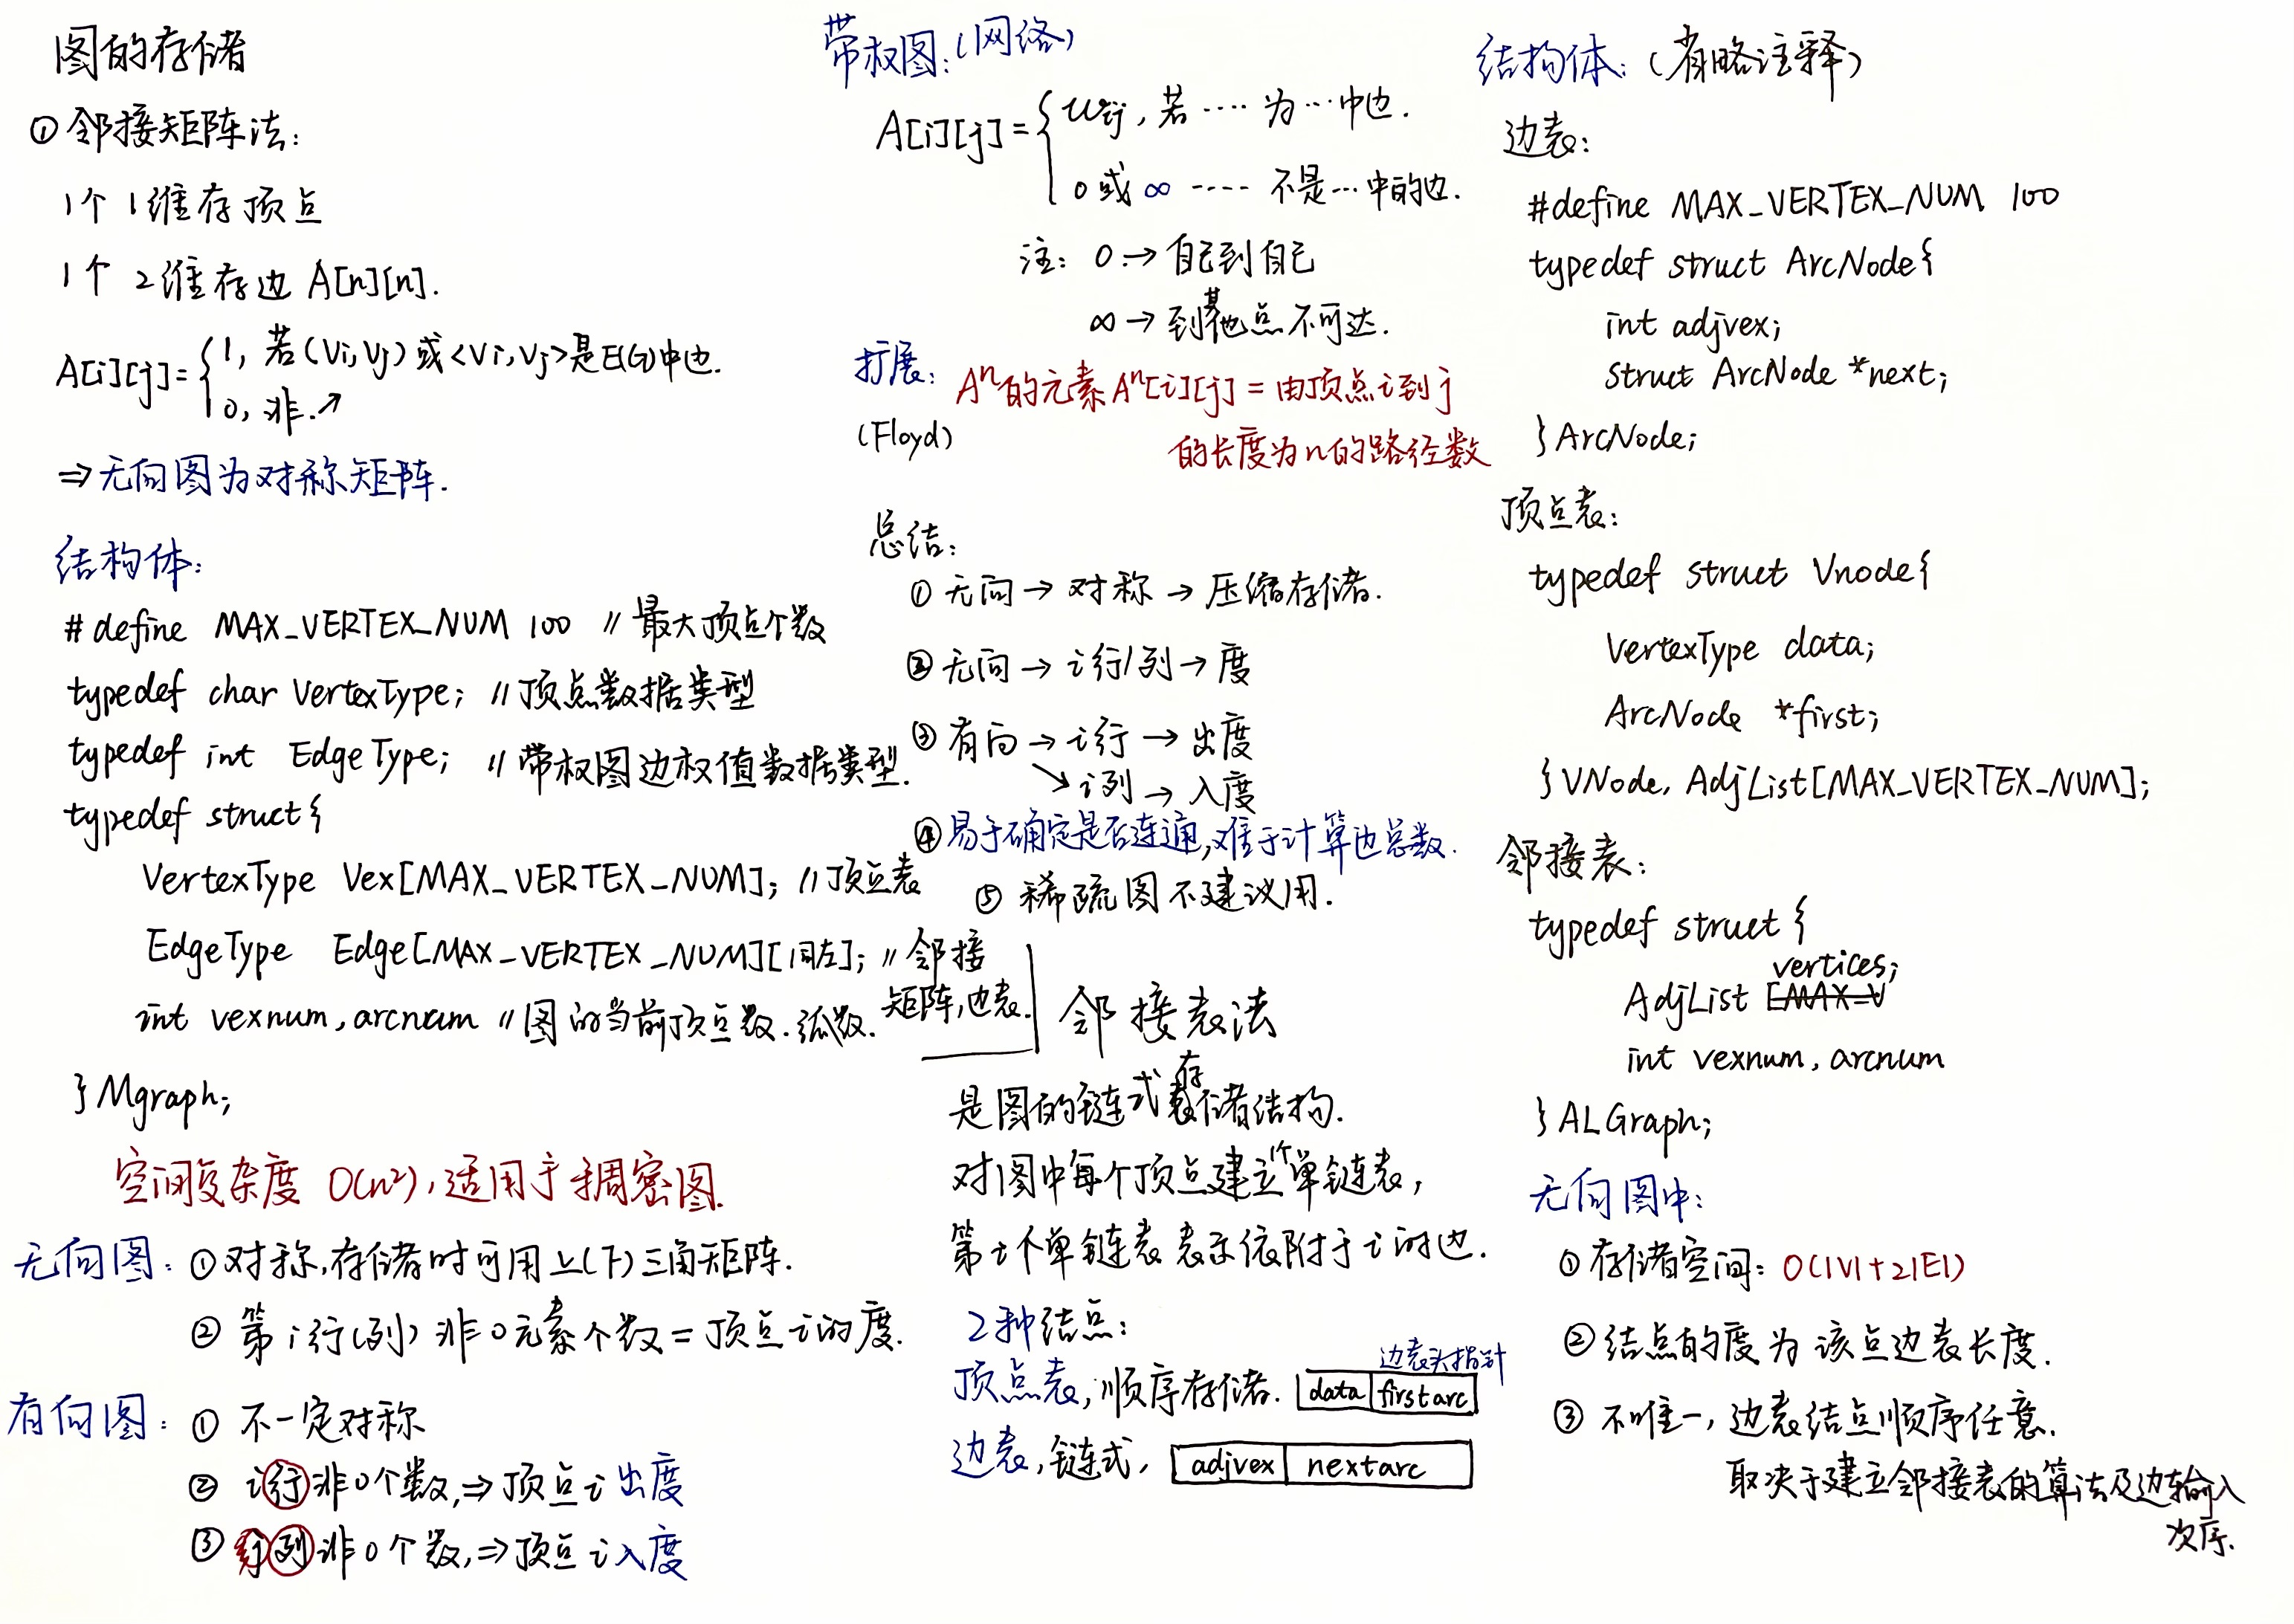 图的存储
① 邻接矩阵法:
1个 1维存顶点
1个 2维存边 A[n][n].
A[i][j]= { 1, 若(Vi,Vj)或<Vi,Vj>是E(G)中边.
0, 非.↗
⇒无向图为对称矩阵.
结构体:
#define MAX_VERTEX_NUM 100 //最大顶点个数
typedef char VertexType; //顶点数据类型
typedef int EdgeType; //带权图边权值数据类型.
typedef struct{
VertexType Vex[MAX_VERTEX_NUM]; //顶点表
EdgeType Edge[MAX_VERTEX_NUM][同左]; //邻接
矩阵,边表.
int vexnum, arcnum //图的当前顶点数.弧数.
}Mgraph;
空间复杂度 O(n²),适用于稠密图.
无向图: ①对称,存储时可用上(下)三角矩阵.
② 第i行(列)非0元素个数=顶点i的度.
有向图: ① 不一定对称
② i行非0个数,⇒顶点i出度
③ 列非0个数,⇒顶点i入度
带权图:(网络)
A[i][j]= { wij, 若 ···· 为···中边.
0或∞ ---- 不是···中的边.
注: 0→自己到自己
∞→到其他点不可达.
扩展: Aⁿ的元素Aⁿ[i][j]=由顶点i到j
(Floyd) 的长度为n的路径数
总结:
① 无向→对称→压缩存储.
② 无向→i行/列→度
③ 有向→i行→出度
↘i列→入度
④易于确定是否连通,难于计算边总数.
⑤ 稀疏图不建议用.
邻接表法
是图的链式存储结构.
对图中每个顶点建立个单链表,
第i个单链表表示依附于i的边.
2种结点:
边表头指针
顶点表,顺序存储. data firstarc
边表,链式, adjvex nextarc
结构体:(省略注释)
边表:
#define MAX_VERTEX_NUM 100
typedef struct ArcNode{
int adjvex;
struct ArcNode *next;
}ArcNode;
顶点表:
typedef struct Vnode{
VertexType data;
ArcNode *first;
}VNode, AdjList[MAX_VERTEX_NUM];
邻接表:
typedef struct{
vertices;
AdjList [MAX_V
int vexnum, arcnum
}ALGraph;
无向图中:
① 存储空间: O(|V|+2|E|)
② 结点的度为该点边表长度.
③ 不唯一,边表结点顺序任意.
取决于建立邻接表的算法及边输入
次序.